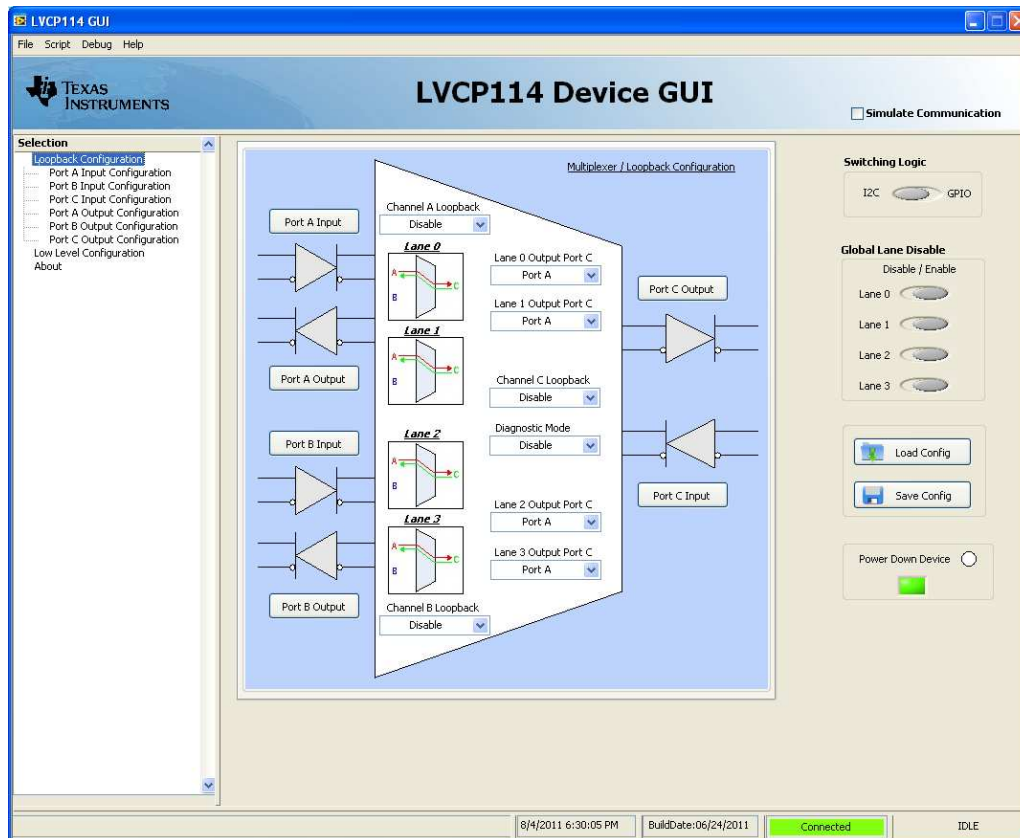 LVCP114 GUI
File Script Debug Help
TEXAS
INSTRUMENTS
LVCP114 Device GUI
Simulate Communication
Selection
Loopback Configuration
Port A Input Configuration
Port B Input Configuration
Port C Input Configuration
Port A Output Configuration
Port B Output Configuration
Port C Output Configuration
Low Level Configuration
About
Multiplexer / Loopback Configuration
Port A Input
Port A Output
Port B Input
Port B Output
Channel A Loopback
Disable
Lane 0
A
B
C
Lane 1
A
B
C
Lane 2
A
B
C
Lane 3
A
B
C
Channel B Loopback
Disable
Lane 0 Output Port C
Port A
Lane 1 Output Port C
Port A
Channel C Loopback
Disable
Diagnostic Mode
Disable
Lane 2 Output Port C
Port A
Lane 3 Output Port C
Port A
Port C Output
Port C Input
Switching Logic
I2C GPIO
Global Lane Disable
Disable / Enable
Lane 0
Lane 1
Lane 2
Lane 3
Load Config
Save Config
Power Down Device
8/4/2011 6:30:05 PM BuildDate:06/24/2011 Connected IDLE